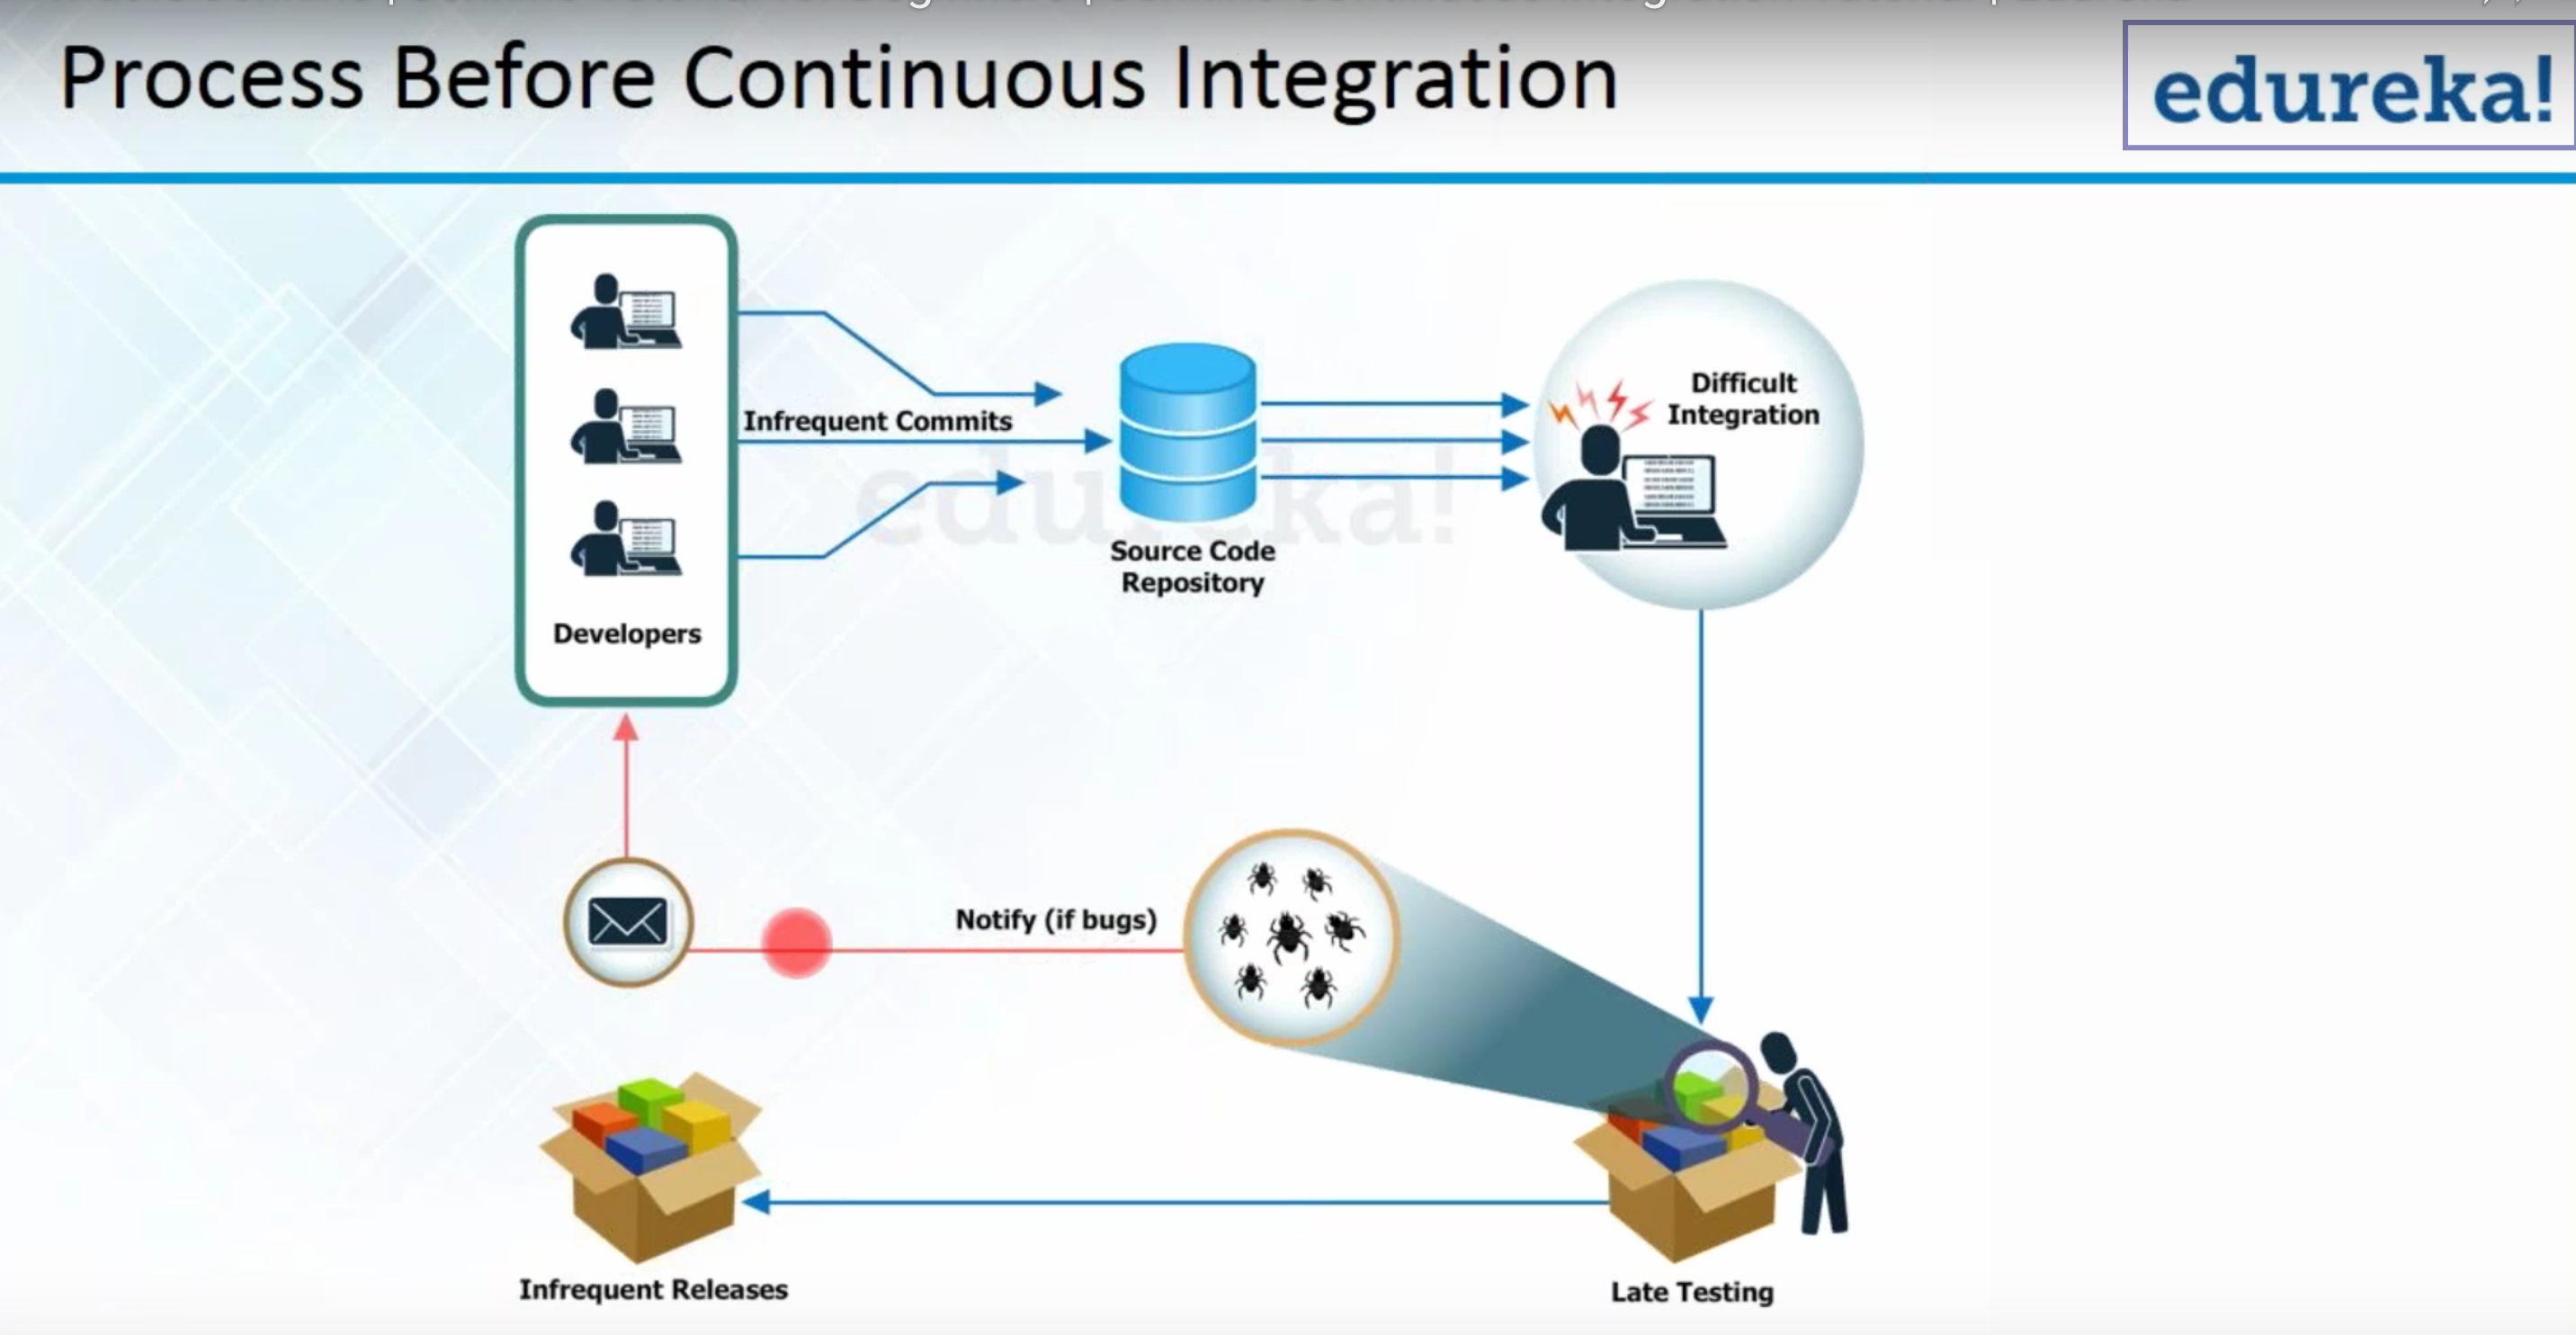 Process Before Continuous Integration
edureka!
Infrequent Commits
Difficult
Integration
edureka!
Source Code
Repository
Developers
Notify (if bugs)
Infrequent Releases
Late Testing